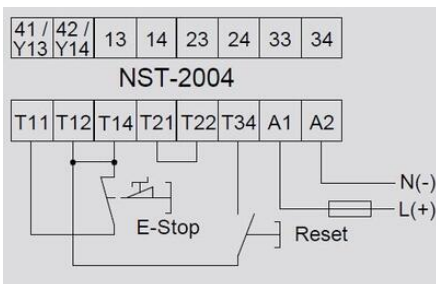 41 / 42 / 13 14 23 24 33 34
Y13 Y14
NST-2004
T11 T12 T14 T21 T22 T34 A1 A2
N(-)
L(+)
E-Stop
Reset